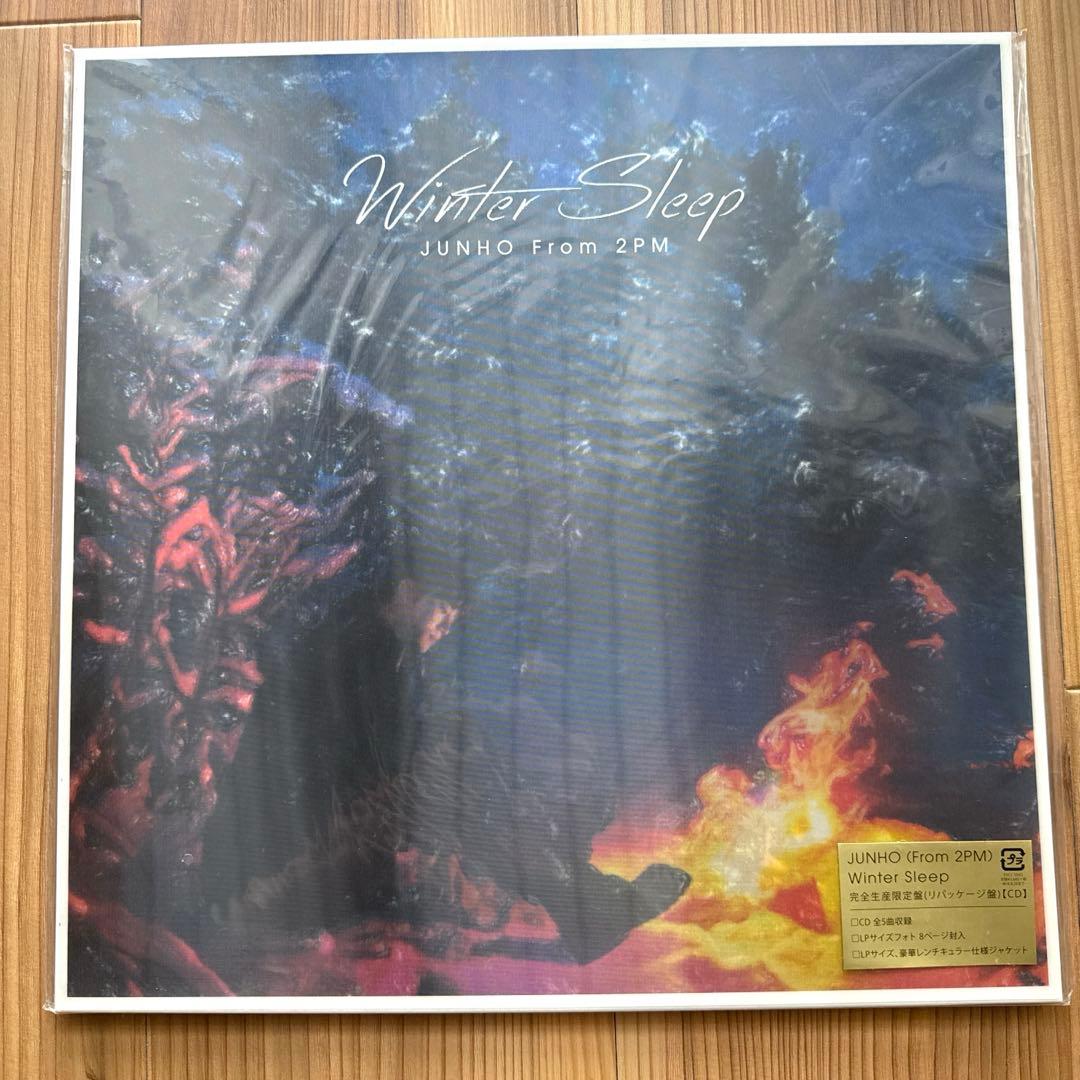 Winter Sleep
JUNHO From 2PM
JUNHO (From 2PM)
Winter Sleep
完全生産限定盤(リパッケージ盤)【CD】
□CD 全5曲収録
□LPサイズフォト 8ページ封入
□LPサイズ、豪華レンチキュラー仕様ジャケット
プラ